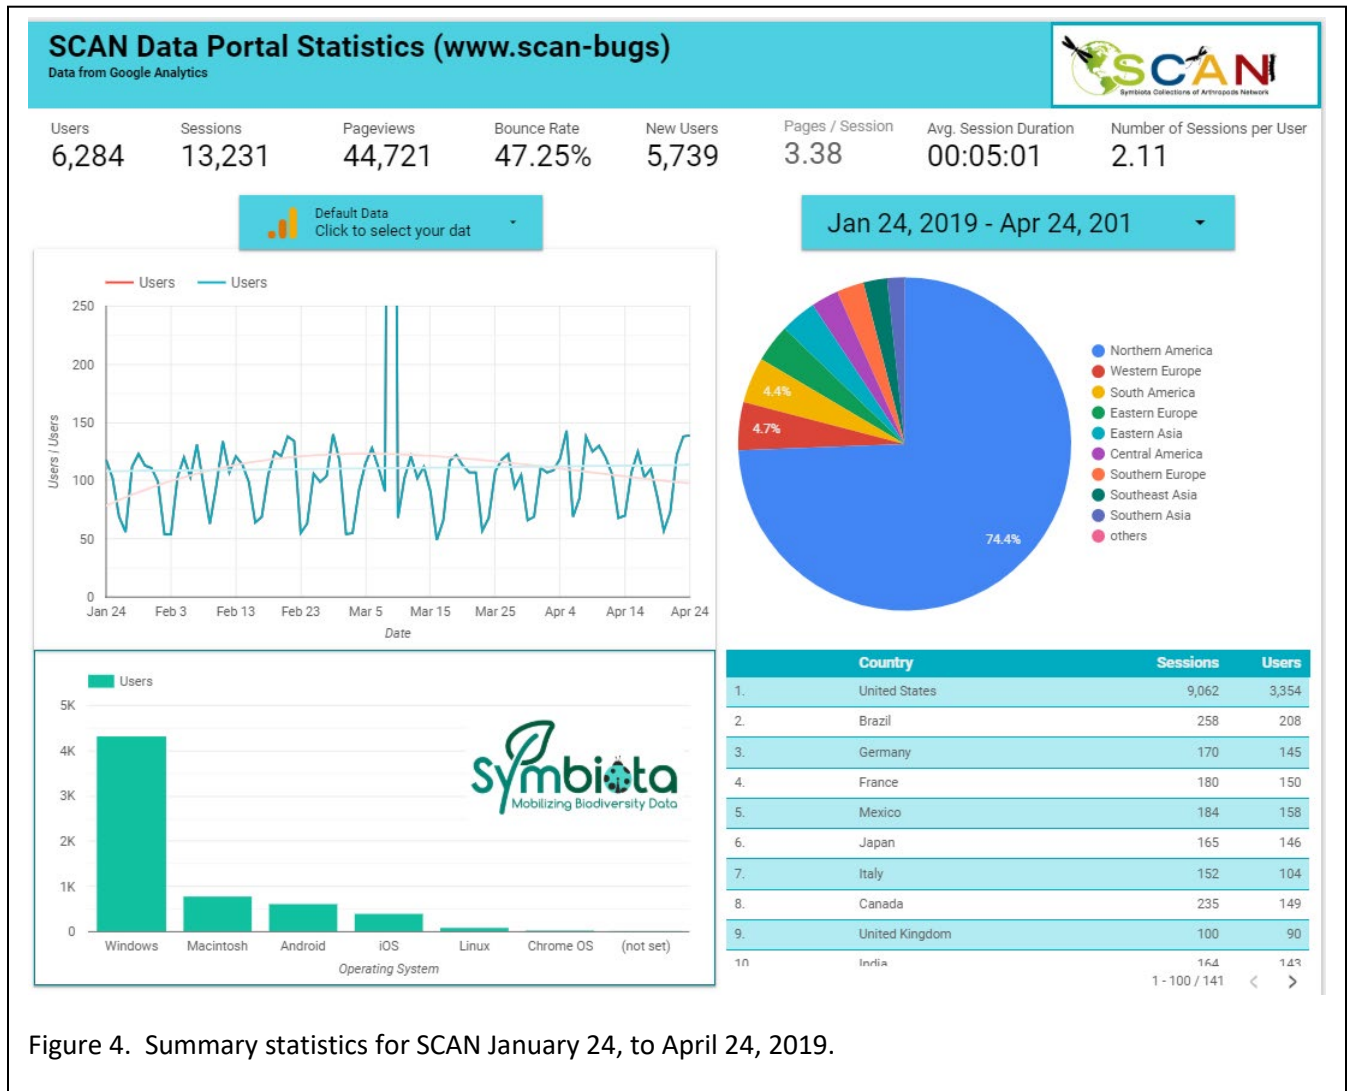 SCAN Data Portal Statistics (www.scan-bugs)
Data from Google Analytics
SCAN
Symbiota Collections of Arthropods Network
Users
6,284
Sessions
13,231
Pageviews
44,721
Bounce Rate
47.25%
New Users
5,739
Pages / Session
3.38
Avg. Session Duration
00:05:01
Number of Sessions per User
2.11
Default Data
Click to select your dat
Jan 24, 2019 - Apr 24, 201
Users Users
250
200
150
100
50
0
Users / Users
Jan 24 Feb 3 Feb 13 Feb 23 Mar 5 Mar 15 Mar 25 Apr 4 Apr 14 Apr 24
Date
4.4%
4.7%
74.4%
Northern America
Western Europe
South America
Eastern Europe
Eastern Asia
Central America
Southern Europe
Southeast Asia
Southern Asia
others
Users
5K
4K
3K
2K
1K
0
Symbiota
Mobilizing Biodiversity Data
Windows Macintosh Android iOS Linux Chrome OS (not set)
Operating System
Country Sessions Users
1. United States 9,062 3,354
2. Brazil 258 208
3. Germany 170 145
4. France 180 150
5. Mexico 184 158
6. Japan 165 146
7. Italy 152 104
8. Canada 235 149
9. United Kingdom 100 90
10. India 164 143
1 - 100 / 141 < >
Figure 4. Summary statistics for SCAN January 24, to April 24, 2019.